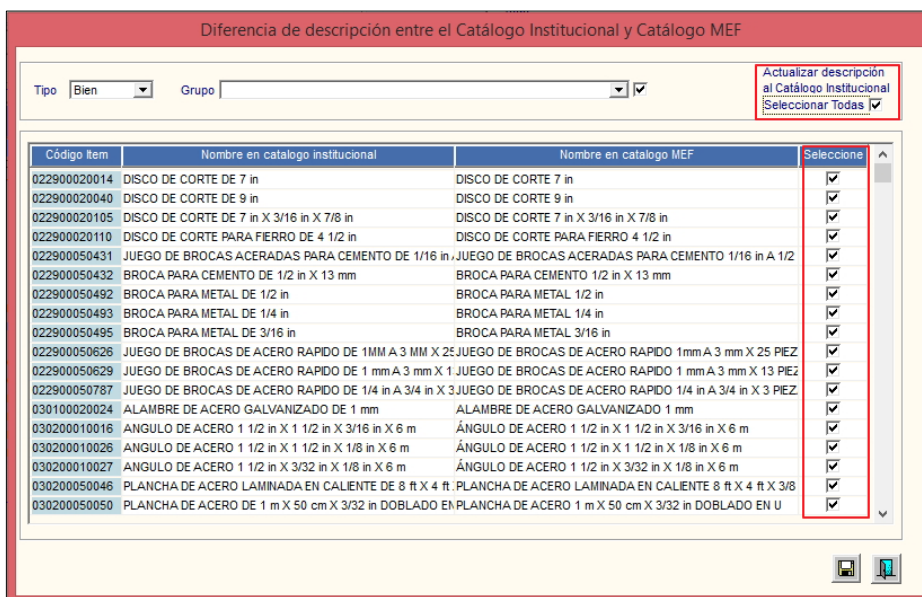 Diferencia de descripción entre el Catálogo Institucional y Catálogo MEF
Tipo Bien Grupo
Actualizar descripción
al Catálogo Institucional
Seleccionar Todas
Código Item Nombre en catalogo institucional Nombre en catalogo MEF Seleccione
022900020014 DISCO DE CORTE DE 7 in DISCO DE CORTE 7 in
022900020040 DISCO DE CORTE DE 9 in DISCO DE CORTE 9 in
022900020105 DISCO DE CORTE DE 7 in X 3/16 in X 7/8 in DISCO DE CORTE 7 in X 3/16 in X 7/8 in
022900020110 DISCO DE CORTE PARA FIERRO DE 4 1/2 in DISCO DE CORTE PARA FIERRO 4 1/2 in
022900050431 JUEGO DE BROCAS ACERADAS PARA CEMENTO DE 1/16 in JUEGO DE BROCAS ACERADAS PARA CEMENTO 1/16 in A 1/2
022900050432 BROCA PARA CEMENTO DE 1/2 in X 13 mm BROCA PARA CEMENTO 1/2 in X 13 mm
022900050492 BROCA PARA METAL DE 1/2 in BROCA PARA METAL 1/2 in
022900050493 BROCA PARA METAL DE 1/4 in BROCA PARA METAL 1/4 in
022900050495 BROCA PARA METAL DE 3/16 in BROCA PARA METAL 3/16 in
022900050626 JUEGO DE BROCAS DE ACERO RAPIDO DE 1MM A 3 MM X 25 JUEGO DE BROCAS DE ACERO RAPIDO 1mm A 3 mm X 25 PIEZ
022900050629 JUEGO DE BROCAS DE ACERO RAPIDO DE 1 mm A 3 mm X 1 JUEGO DE BROCAS DE ACERO RAPIDO 1 mm A 3 mm X 13 PIEZ
022900050787 JUEGO DE BROCAS DE ACERO RAPIDO DE 1/4 in A 3/4 in X 3 JUEGO DE BROCAS DE ACERO RAPIDO 1/4 in A 3/4 in X 3 PIEZ
030100020024 ALAMBRE DE ACERO GALVANIZADO DE 1 mm ALAMBRE DE ACERO GALVANIZADO 1 mm
030200010016 ANGULO DE ACERO 1 1/2 in X 1 1/2 in X 3/16 in X 6 m ÁNGULO DE ACERO 1 1/2 in X 1 1/2 in X 3/16 in X 6 m
030200010026 ANGULO DE ACERO 1 1/2 in X 1 1/2 in X 1/8 in X 6 m ÁNGULO DE ACERO 1 1/2 in X 1 1/2 in X 1/8 in X 6 m
030200010027 ANGULO DE ACERO 1 1/2 in X 3/32 in X 1/8 in X 6 m ÁNGULO DE ACERO 1 1/2 in X 3/32 in X 1/8 in X 6 m
030200050046 PLANCHA DE ACERO LAMINADA EN CALIENTE DE 8 ft X 4 ft PLANCHA DE ACERO LAMINADA EN CALIENTE 8 ft X 4 ft X 3/8
030200050050 PLANCHA DE ACERO DE 1 m X 50 cm X 3/32 in DOBLADO EN PLANCHA DE ACERO 1 m X 50 cm X 3/32 in DOBLADO EN U